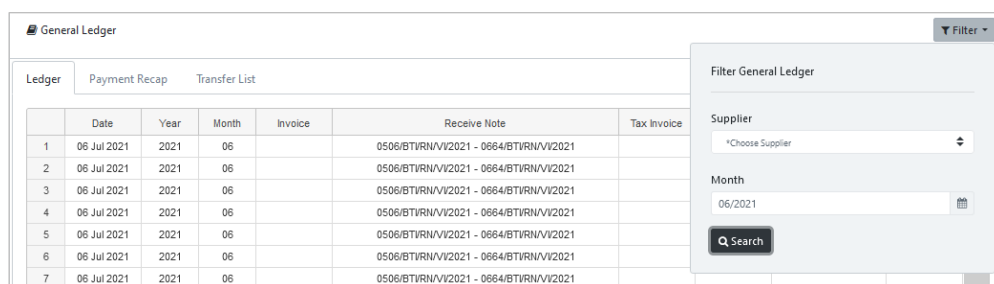 General Ledger
Filter
Ledger Payment Recap Transfer List
Filter General Ledger
Supplier
*Choose Supplier
Month
06/2021
Search
Date Year Month Invoice Receive Note Tax Invoice
1 06 Jul 2021 2021 06 0506/BTI/RN/VI/2021 - 0664/BTI/RN/VI/2021
2 06 Jul 2021 2021 06 0506/BTI/RN/VI/2021 - 0664/BTI/RN/VI/2021
3 06 Jul 2021 2021 06 0506/BTI/RN/VI/2021 - 0664/BTI/RN/VI/2021
4 06 Jul 2021 2021 06 0506/BTI/RN/VI/2021 - 0664/BTI/RN/VI/2021
5 06 Jul 2021 2021 06 0506/BTI/RN/VI/2021 - 0664/BTI/RN/VI/2021
6 06 Jul 2021 2021 06 0506/BTI/RN/VI/2021 - 0664/BTI/RN/VI/2021
7 06 Jul 2021 2021 06 0506/BTI/RN/VI/2021 - 0664/BTI/RN/VI/2021